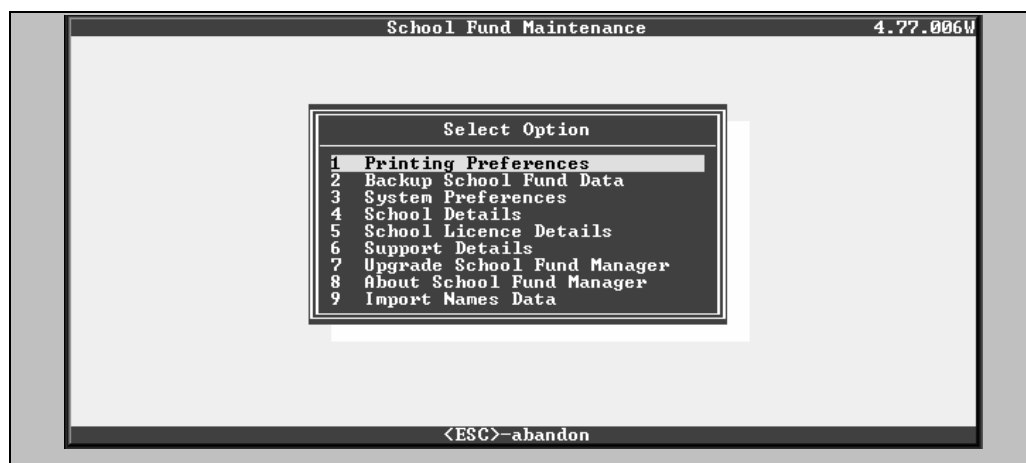 School Fund Maintenance 4.77.006W
Select Option
1 Printing Preferences
2 Backup School Fund Data
3 System Preferences
4 School Details
5 School Licence Details
6 Support Details
7 Upgrade School Fund Manager
8 About School Fund Manager
9 Import Names Data
<ESC>-abandon